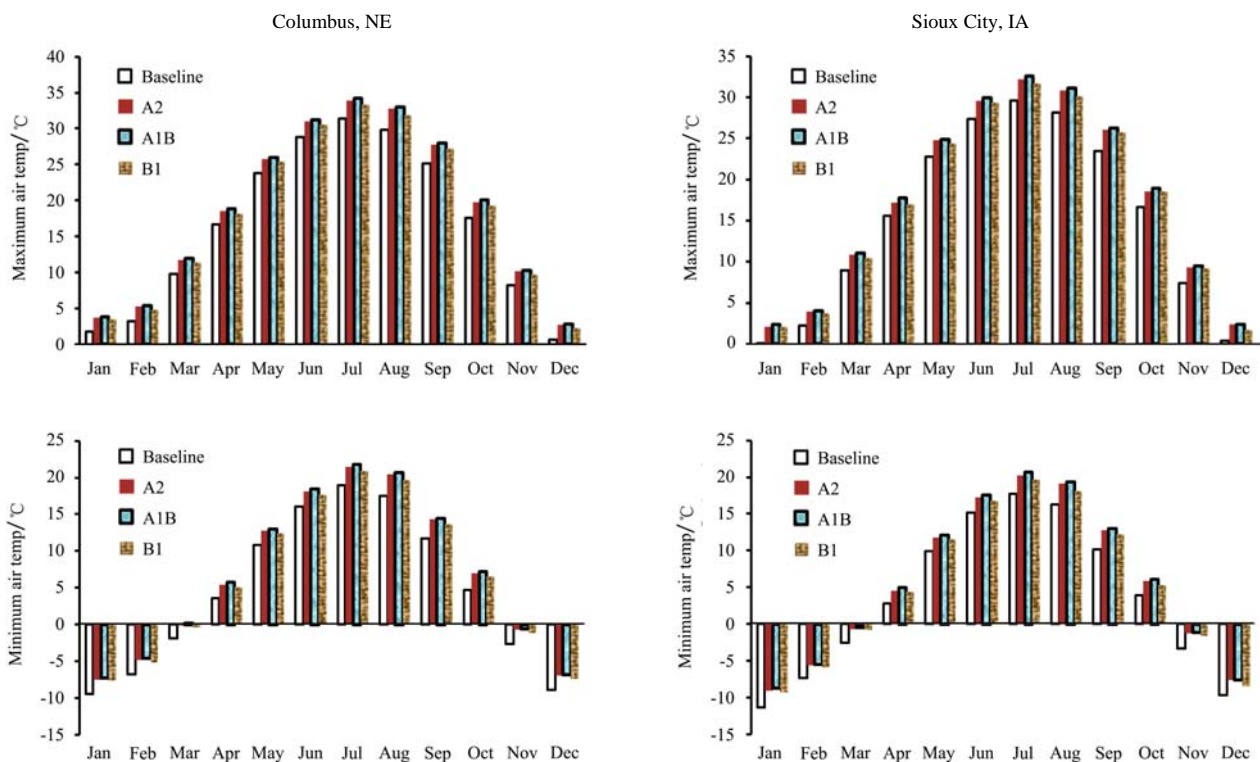 Columbus, NE
Maximum air temp/℃
40
35
30
25
20
15
10
5
0
Baseline
A2
A1B
B1
Jan Feb Mar Apr May Jun Jul Aug Sep Oct Nov Dec
Sioux City, IA
Maximum air temp/℃
35
30
25
20
15
10
5
0
Baseline
A2
A1B
B1
Jan Feb Mar Apr May Jun Jul Aug Sep Oct Nov Dec
Minimum air temp/℃
25
20
15
10
5
0
-5
-10
-15
Baseline
A2
A1B
B1
Jan Feb Mar Apr May Jun Jul Aug Sep Oct Nov Dec
Minimum air temp/℃
25
20
15
10
5
0
-5
-10
-15
Baseline
A2
A1B
B1
Jan Feb Mar Apr May Jun Jul Aug Sep Oct Nov Dec